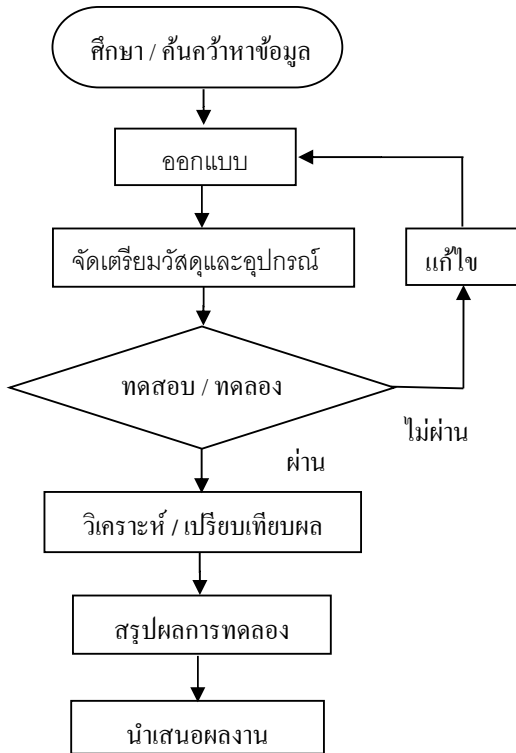 ศึกษา / ค้นคว้าหาข้อมูล
ออกแบบ
จัดเตรียมวัสดุและอุปกรณ์
แก้ไข
ทดสอบ / ทดลอง
ไม่ผ่าน
ผ่าน
วิเคราะห์ / เปรียบเทียบผล
สรุปผลการทดลอง
นำเสนอผลงาน